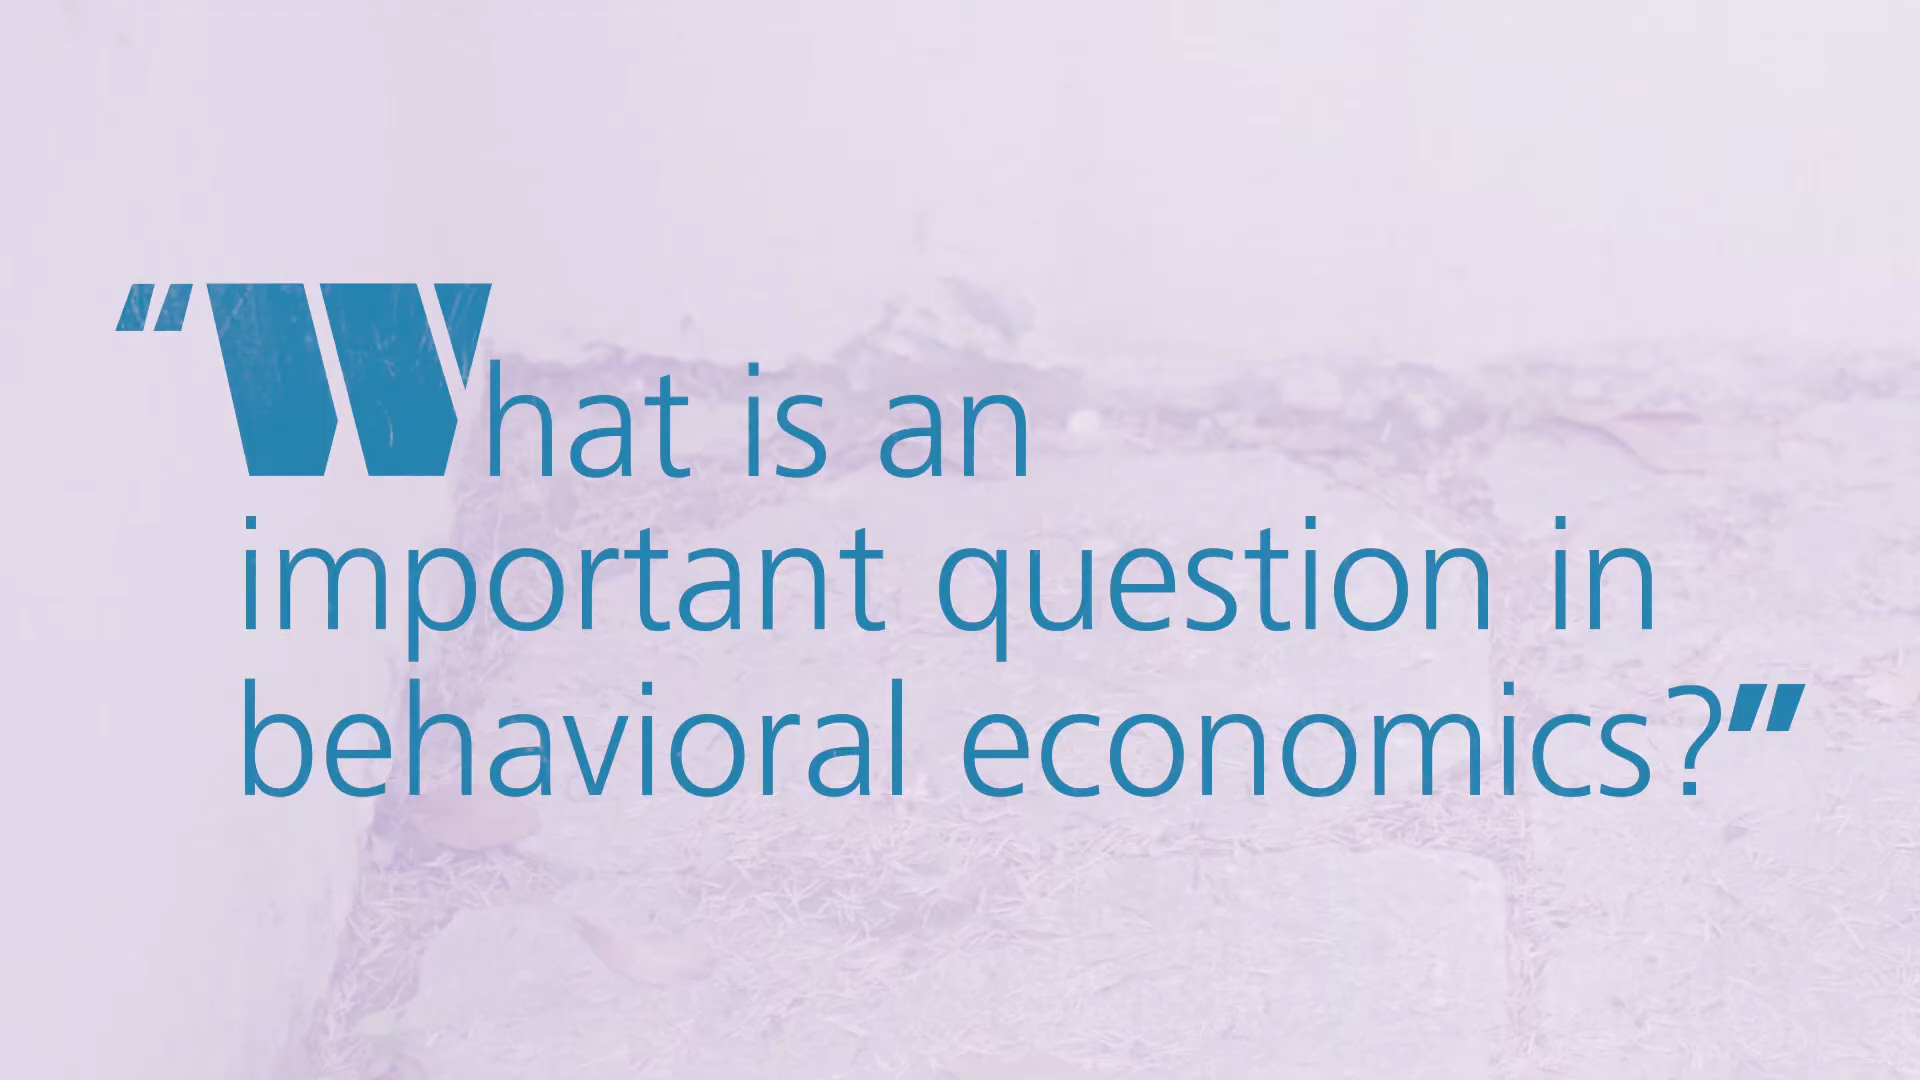 “What is an
important question in
behavioral economics?”